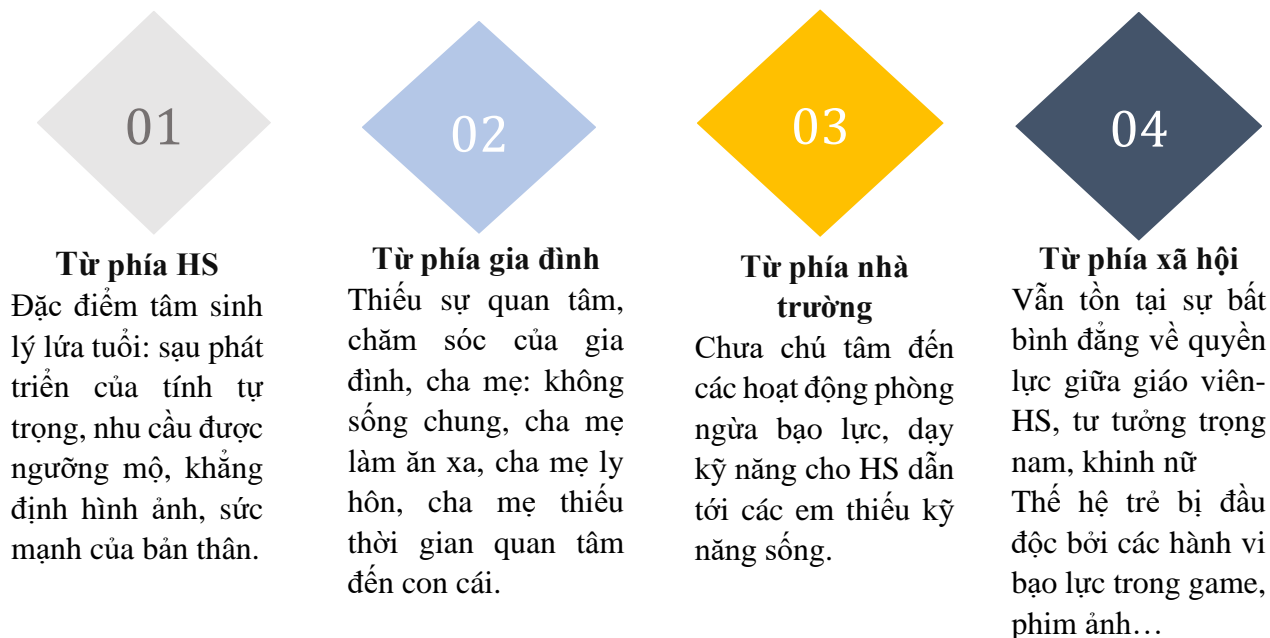 01
Từ phía HS
Đặc điểm tâm sinh
lý lứa tuổi: sạu phát
triển của tính tự
trọng, nhu cầu được
ngưỡng mộ, khẳng
định hình ảnh, sức
mạnh của bản thân.
02
Từ phía gia đình
Thiếu sự quan tâm,
chăm sóc của gia
đình, cha mẹ: không
sống chung, cha mẹ
làm ăn xa, cha mẹ ly
hôn, cha mẹ thiếu
thời gian quan tâm
đến con cái.
03
Từ phía nhà
trường
Chưa chú tâm đến
các hoạt động phòng
ngừa bạo lực, dạy
kỹ năng cho HS dẫn
tới các em thiếu kỹ
năng sống.
04
Từ phía xã hội
Vẫn tồn tại sự bất
bình đẳng về quyền
lực giữa giáo viên-
HS, tư tưởng trọng
nam, khinh nữ
Thế hệ trẻ bị đầu
độc bởi các hành vi
bạo lực trong game,
phim ảnh…